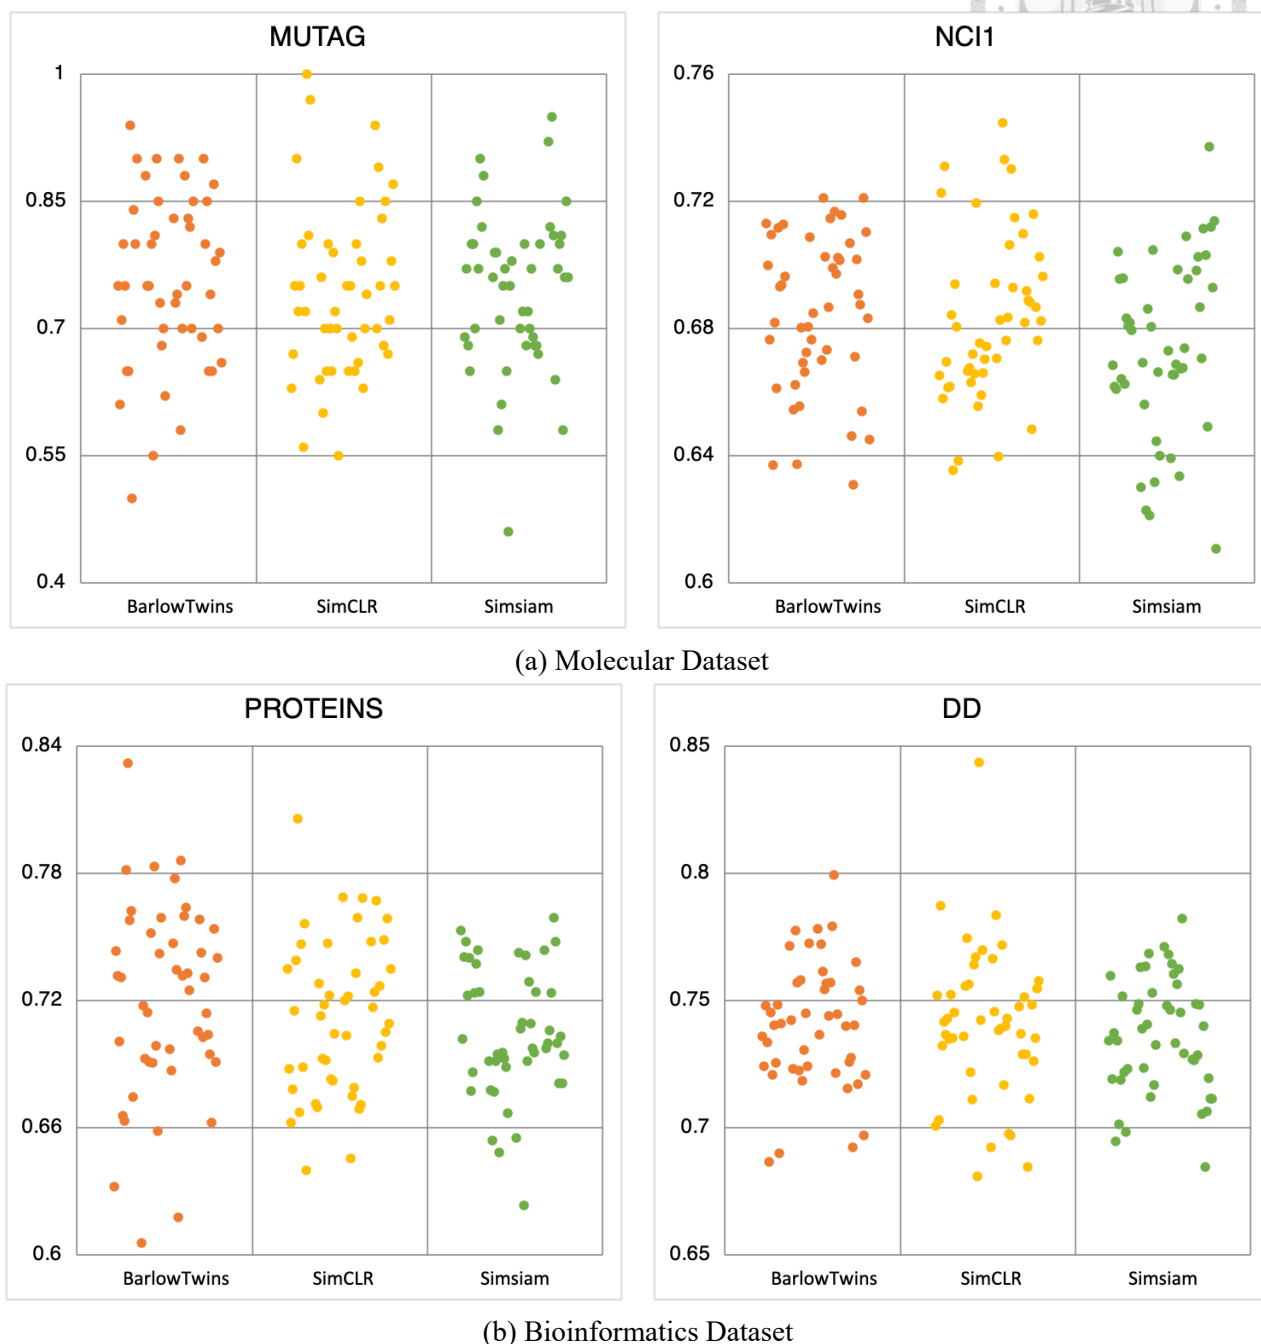 MUTAG
1
0.85
0.7
0.55
0.4
BarlowTwins SimCLR Simsiam
NCI1
0.76
0.72
0.68
0.64
0.6
BarlowTwins SimCLR Simsiam
(a) Molecular Dataset
PROTEINS
0.84
0.78
0.72
0.66
0.6
BarlowTwins SimCLR Simsiam
DD
0.85
0.8
0.75
0.7
0.65
BarlowTwins SimCLR Simsiam
(b) Bioinformatics Dataset